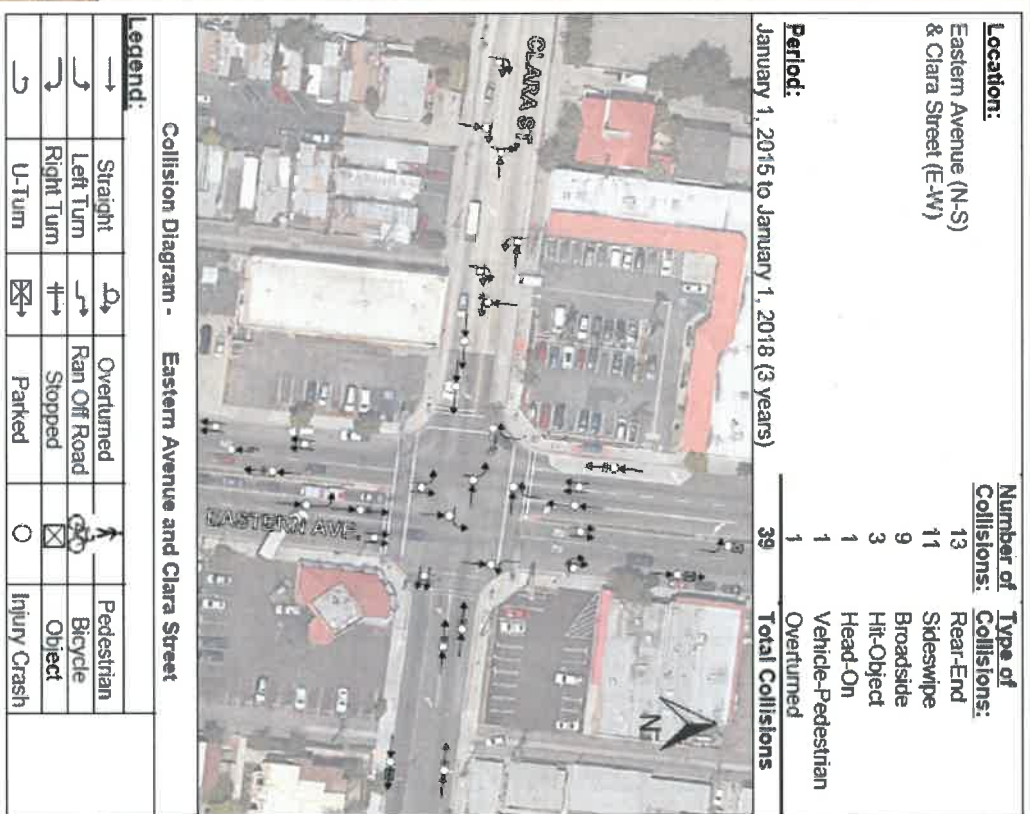 Location:
Eastern Avenue (N-S)
& Clara Street (E-W)
Period:
January 1, 2015 to January 1, 2018 (3 years)
Number of Collisions: Type of Collisions:
13 Rear-End
11 Sideswipe
9 Broadside
3 Hit-Object
1 Head-On
1 Vehicle-Pedestrian
1 Overturned
39 Total Collisions
CLARA ST
EASTERN AVE.
N
Collision Diagram - Eastern Avenue and Clara Street
Legend:
Straight Overturned Pedestrian
Left Turn Ran Off Road Bicycle
Right Turn Stopped Object
U-Turn Parked Injury Crash